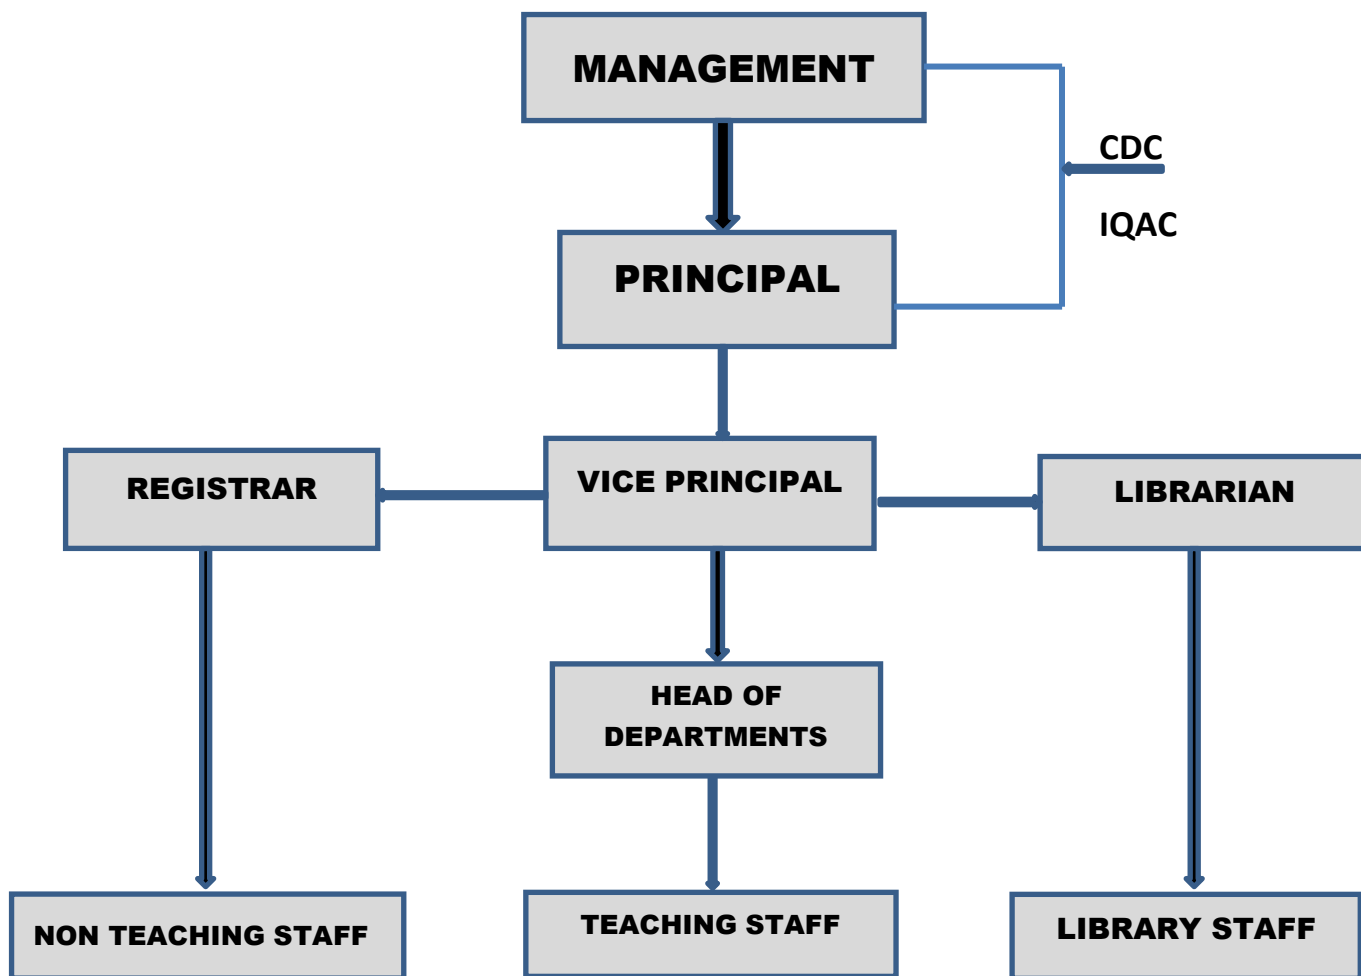 MANAGEMENT
CDC
IQAC
PRINCIPAL
REGISTRAR
VICE PRINCIPAL
LIBRARIAN
HEAD OF
DEPARTMENTS
NON TEACHING STAFF
TEACHING STAFF
LIBRARY STAFF